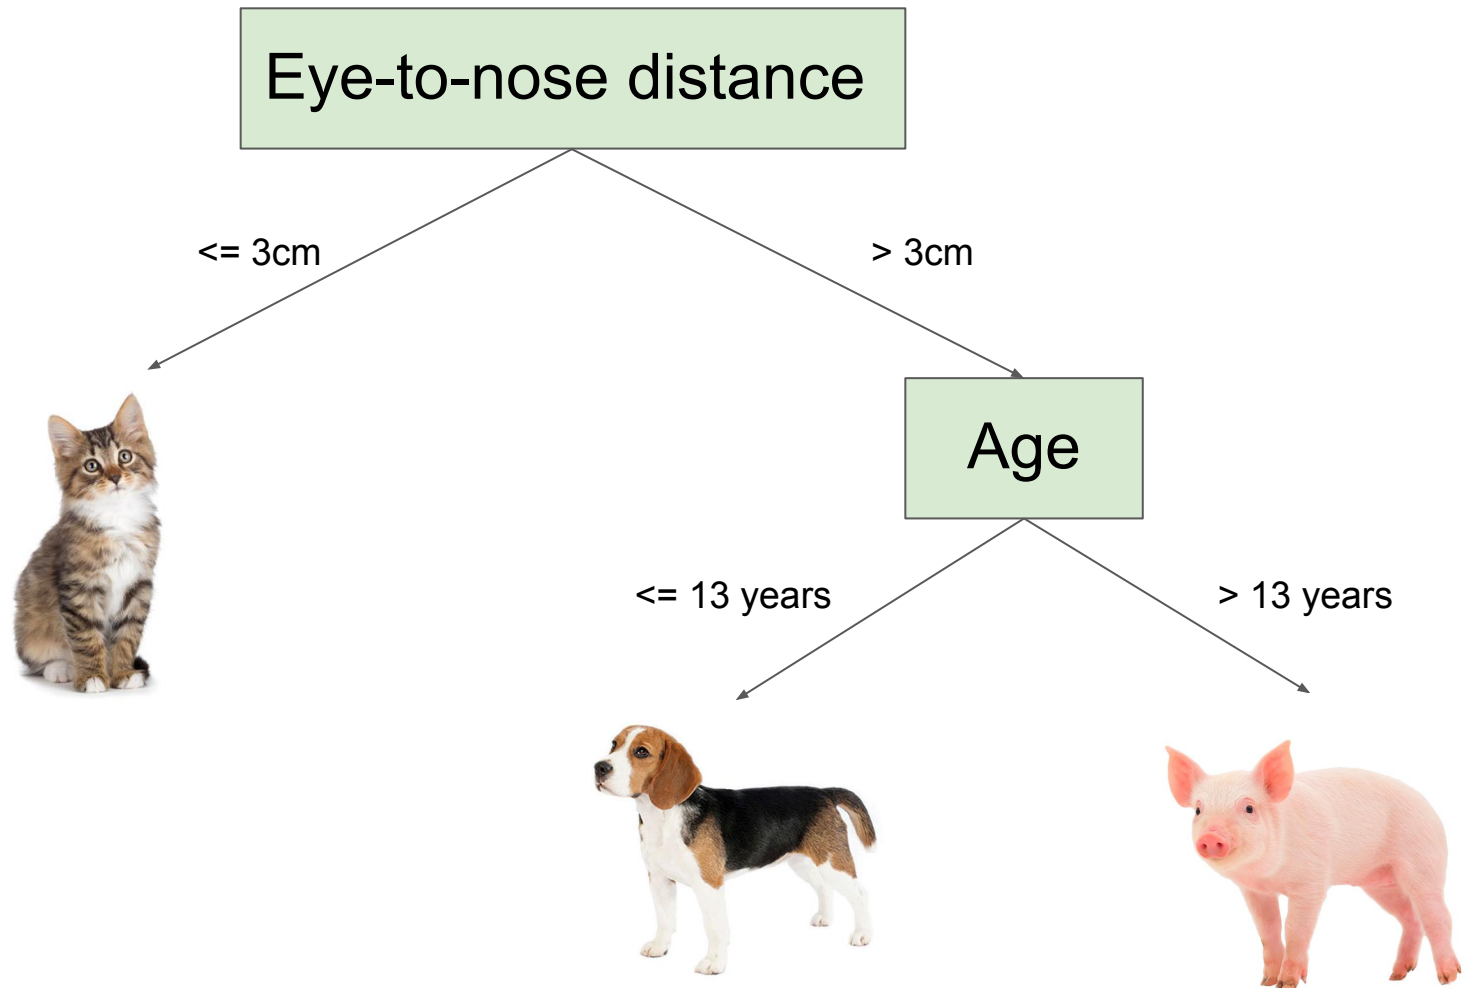 Eye-to-nose distance
<= 3cm
> 3cm
Age
<= 13 years
> 13 years